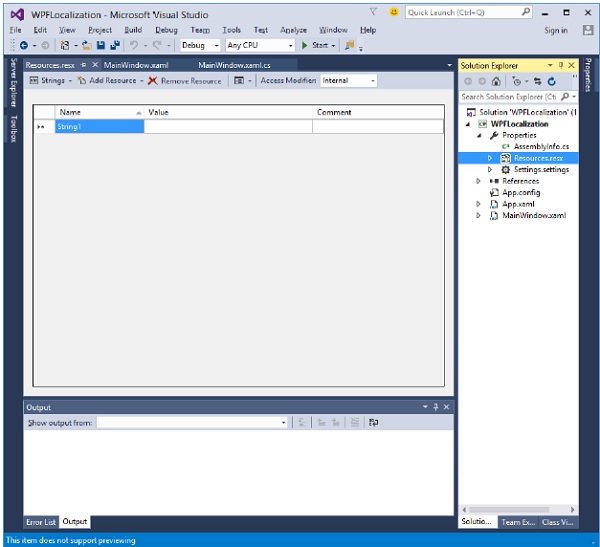 WPFLocalization - Microsoft Visual Studio
Quick Launch (Ctrl+Q)
File Edit View Project Build Debug Team Tools Test Analyze Window Help
Sign in
Debug Any CPU Start
Server Explorer
Toolbox
Resources.resx MainWindow.xaml MainWindow.xaml.cs
Strings Add Resource Remove Resource Access Modifier: Internal
Name Value Comment
String1
Solution Explorer
Search Solution Explorer (Ct
Solution 'WPFLocalization' (1
WPFLocalization
Properties
AssemblyInfo.cs
Resources.resx
Settings.settings
References
App.config
App.xaml
MainWindow.xaml
Properties
Output
Show output from:
Error List Output
Solutio... Team Ex... Class Vi...
This item does not support previewing